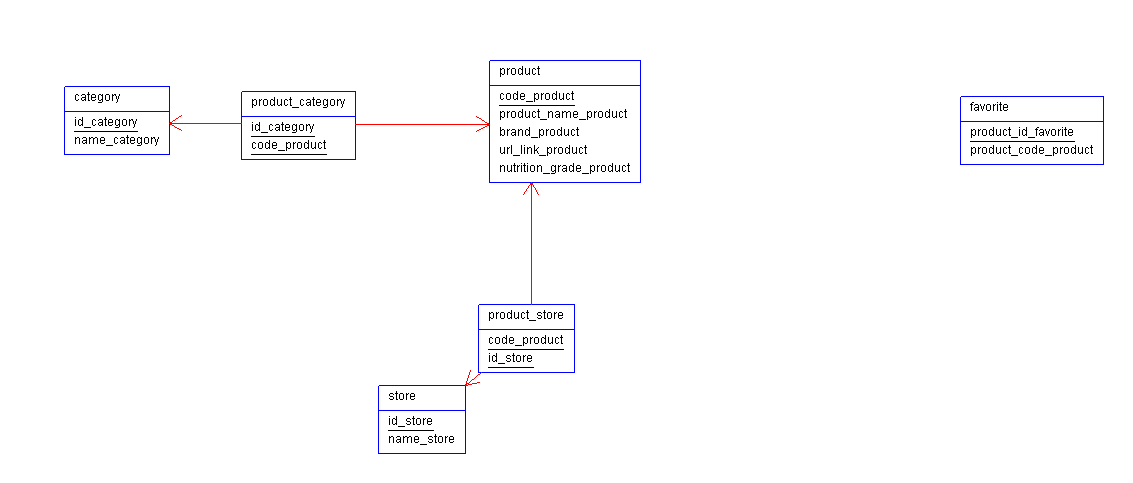 category
id_category
name_category
product_category
id_category
code_product
product
code_product
product_name_product
brand_product
url_link_product
nutrition_grade_product
favorite
product_id_favorite
product_code_product
product_store
code_product
id_store
store
id_store
name_store